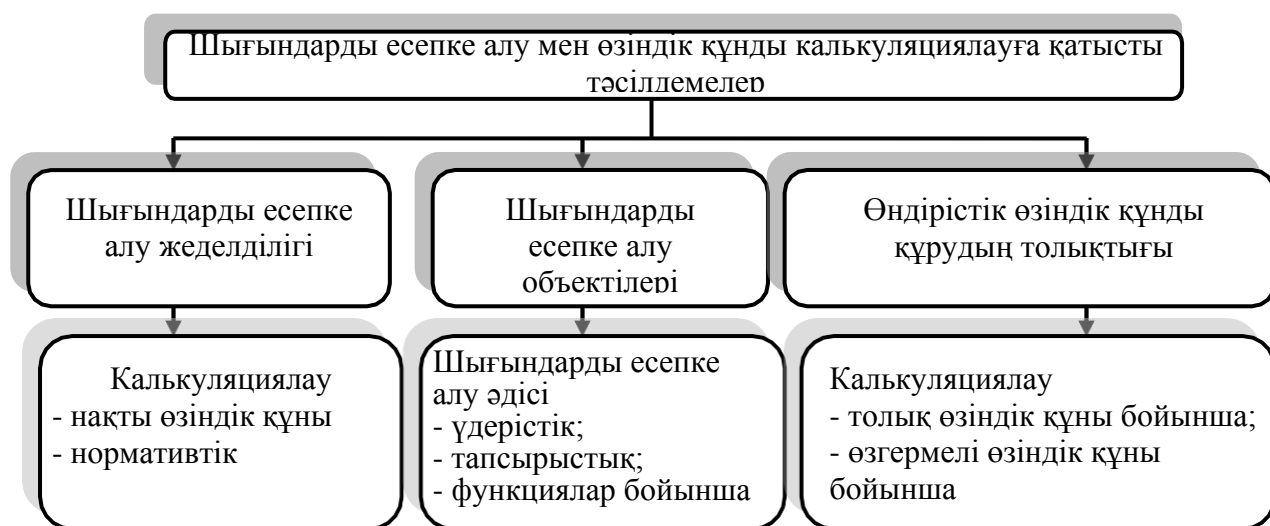 Шығындарды есепке алу мен өзіндік құнды калькуляциялауға қатысты
тәсілдемелер
Шығындарды есепке
алу жеделділігі
Шығындарды
есепке алу
объектілері
Өндірістік өзіндік құнды
құрудың толықтығы
Калькуляциялау
- нақты өзіндік құны
- нормативтік
Шығындарды есепке
алу әдісі
- үдерістік;
- тапсырыстық;
- функциялар бойынша
Калькуляциялау
- толық өзіндік құны бойынша;
- өзгермелі өзіндік құны
бойынша